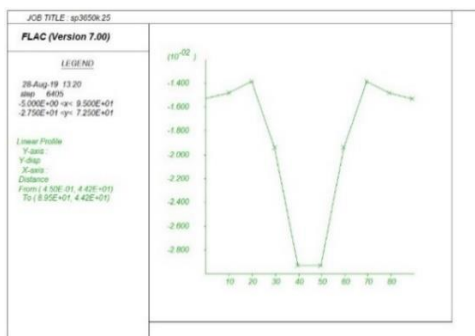 JOB TITLE : sp3650k.25
FLAC (Version 7.00)
LEGEND
28-Aug-19 13:20
step 6405
-5.000E+00 <x< 9.500E+01
-2.750E+01 <y< 7.250E+01
Linear Profile
Y-axis :
Y-disp
X-axis :
Distance
From ( 4.50E-01, 4.42E+01)
To ( 8.95E+01, 4.42E+01)
(10⁻⁰²)
-1.400
-1.600
-1.800
-2.000
-2.200
-2.400
-2.600
-2.800
10 20 30 40 50 60 70 80